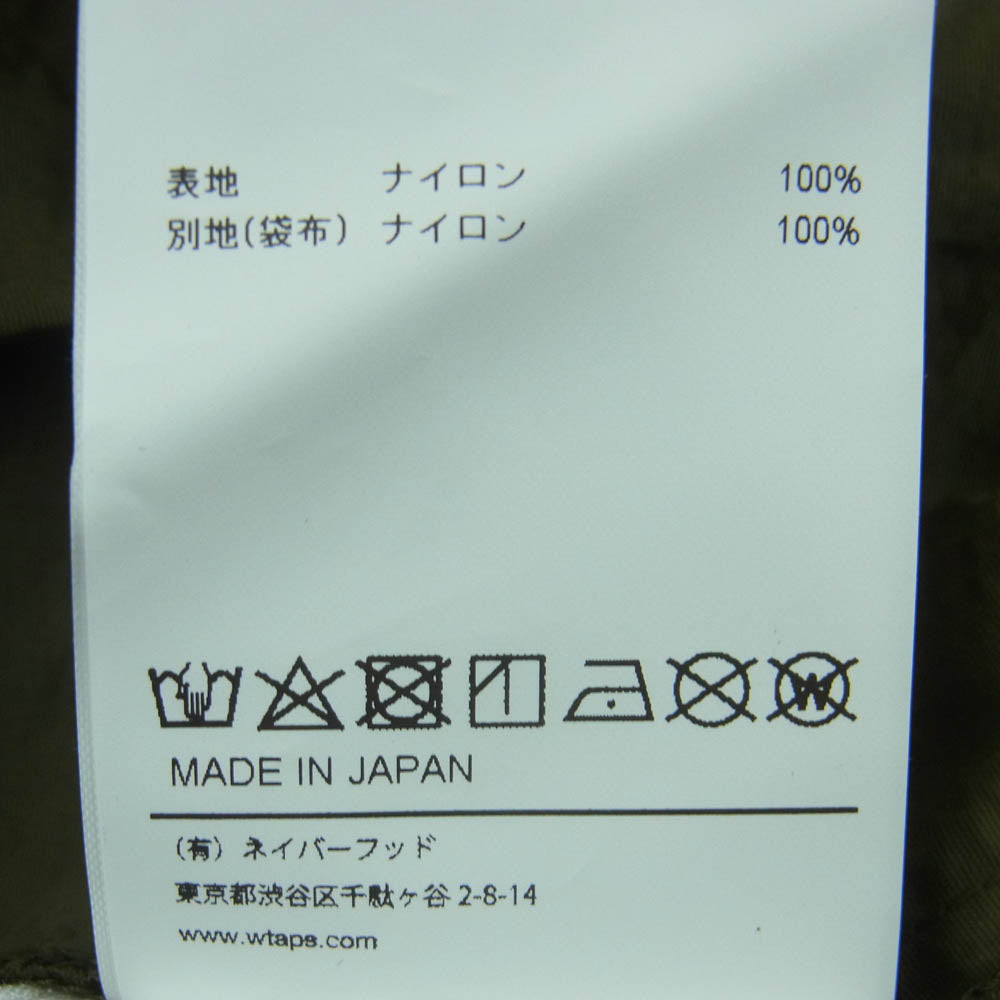 表地 ナイロン 100%
別地(袋布) ナイロン 100%
W
MADE IN JAPAN
(有) ネイバーフッド
東京都渋谷区千駄ヶ谷 2-8-14
www.wtaps.com